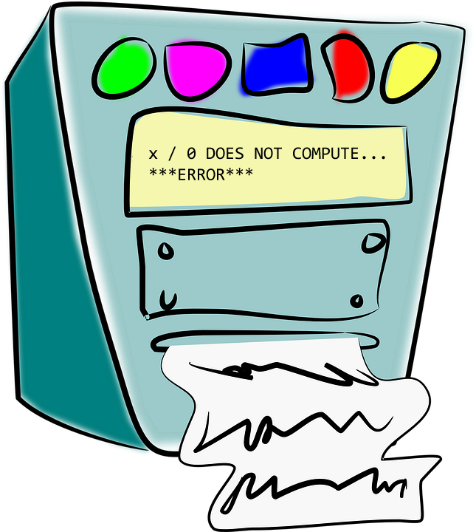 x / 0 DOES NOT COMPUTE...
***ERROR***